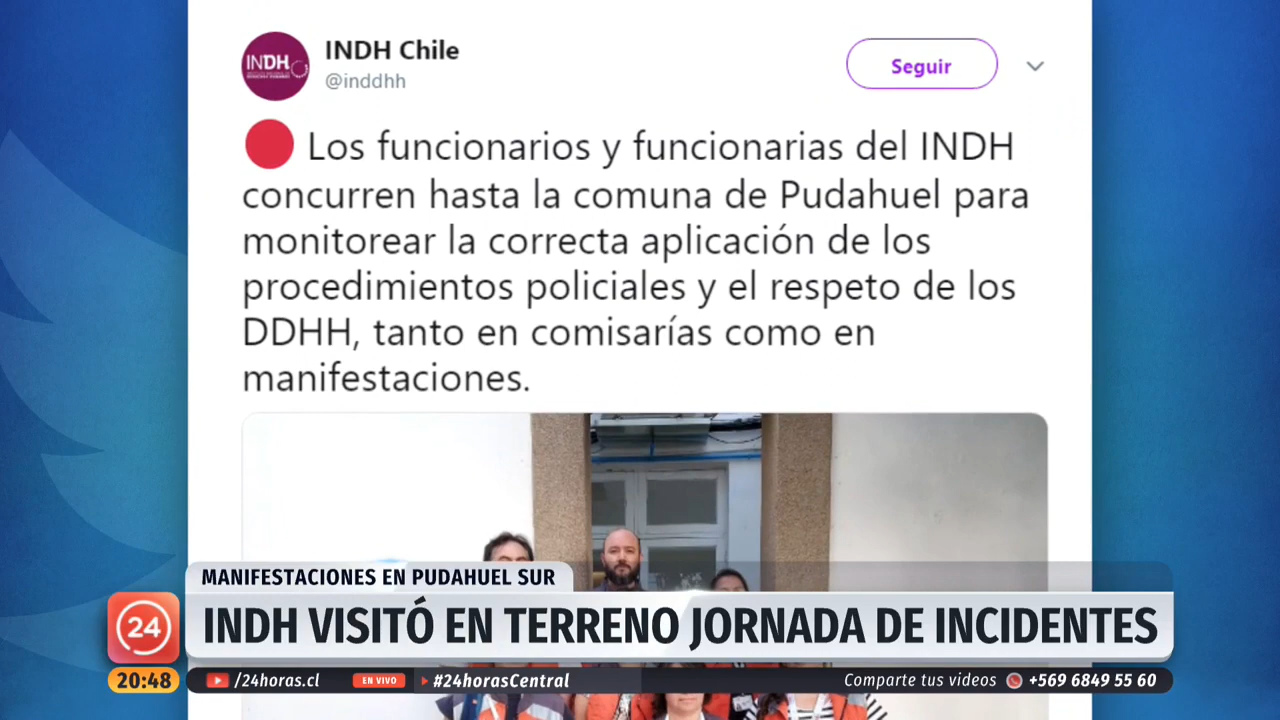 INDH
INDH Chile
@inddhh
Seguir
Los funcionarios y funcionarias del INDH
concurren hasta la comuna de Pudahuel para
monitorear la correcta aplicación de los
procedimientos policiales y el respeto de los
DDHH, tanto en comisarías como en
manifestaciones.
MANIFESTACIONES EN PUDAHUEL SUR
24
INDH VISITÓ EN TERRENO JORNADA DE INCIDENTES
20:48
/24horas.cl
EN VIVO
#24horasCentral
Comparte tus videos
+569 6849 55 60